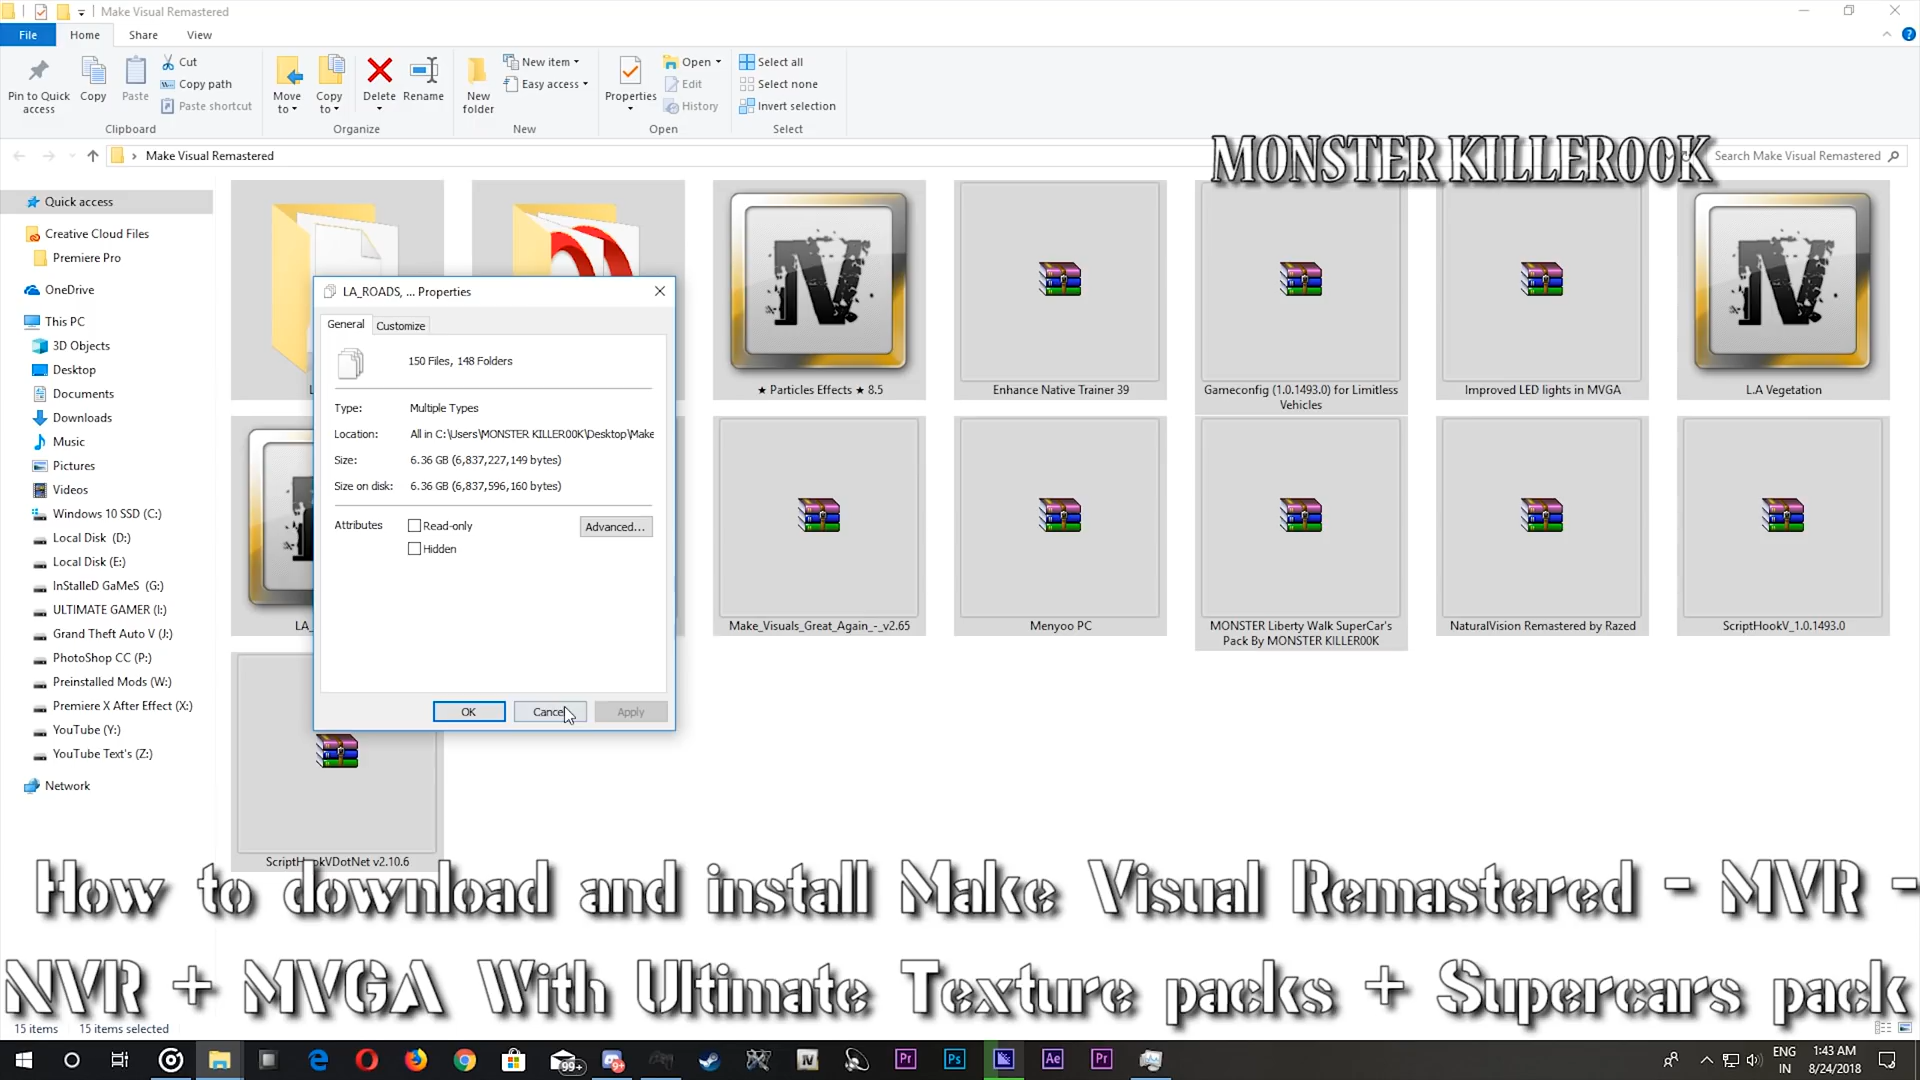 Make Visual Remastered
File Home Share View
Pin to Quick access
Copy
Paste
Cut
Copy path
Paste shortcut
Clipboard
Move to
Copy to
Delete
Rename
Organize
New folder
New item
Easy access
New
Properties
Open
Edit
History
Open
Select all
Select none
Invert selection
Select
MONSTER KILLER00K
Make Visual Remastered
Search Make Visual Remastered
Quick access
Creative Cloud Files
Premiere Pro
OneDrive
This PC
3D Objects
Desktop
Documents
Downloads
Music
Pictures
Videos
Windows 10 SSD (C:)
Local Disk (D:)
Local Disk (E:)
InStalleD GaMeS (G:)
ULTIMATE GAMER (I:)
Grand Theft Auto V (J:)
PhotoShop CC (P:)
Preinstalled Mods (W:)
Premiere X After Effect (X:)
YouTube (Y:)
YouTube Text's (Z:)
Network
★ Particles Effects ★ 8.5
Enhance Native Trainer 39
Gameconfig (1.0.1493.0) for Limitless
Vehicles
Improved LED lights in MVGA
L.A Vegetation
LA_
Make_Visuals_Great_Again_-_v2.65
Menyoo PC
MONSTER Liberty Walk SuperCar's
Pack By MONSTER KILLER00K
NaturalVision Remastered by Razed
ScriptHookV_1.0.1493.0
ScriptHookVDotNet v2.10.6
LA_ROADS, ... Properties
General Customize
150 Files, 148 Folders
Type: Multiple Types
Location: All in C:\Users\MONSTER KILLER00K\Desktop\Make
Size: 6.36 GB (6,837,227,149 bytes)
Size on disk: 6.36 GB (6,837,596,160 bytes)
Attributes Read-only Advanced...
Hidden
OK Cancel Apply
How to download and install Make Visual Remastered - MVR -
NVR + MVGA With Ultimate Texture packs + Supercars pack
15 items 15 items selected
99+
9+
Pr Ps Ae Pr
ENG
IN
1:43 AM
8/24/2018